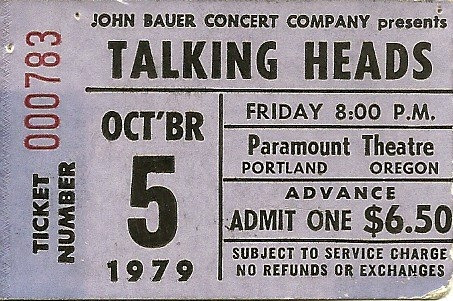 JOHN BAUER CONCERT COMPANY presents
TALKING HEADS
TICKET NUMBER
000783
OCT'BR
5
1979
FRIDAY 8:00 P.M.
Paramount Theatre
PORTLAND OREGON
ADVANCE
ADMIT ONE $6.50
SUBJECT TO SERVICE CHARGE
NO REFUNDS OR EXCHANGES